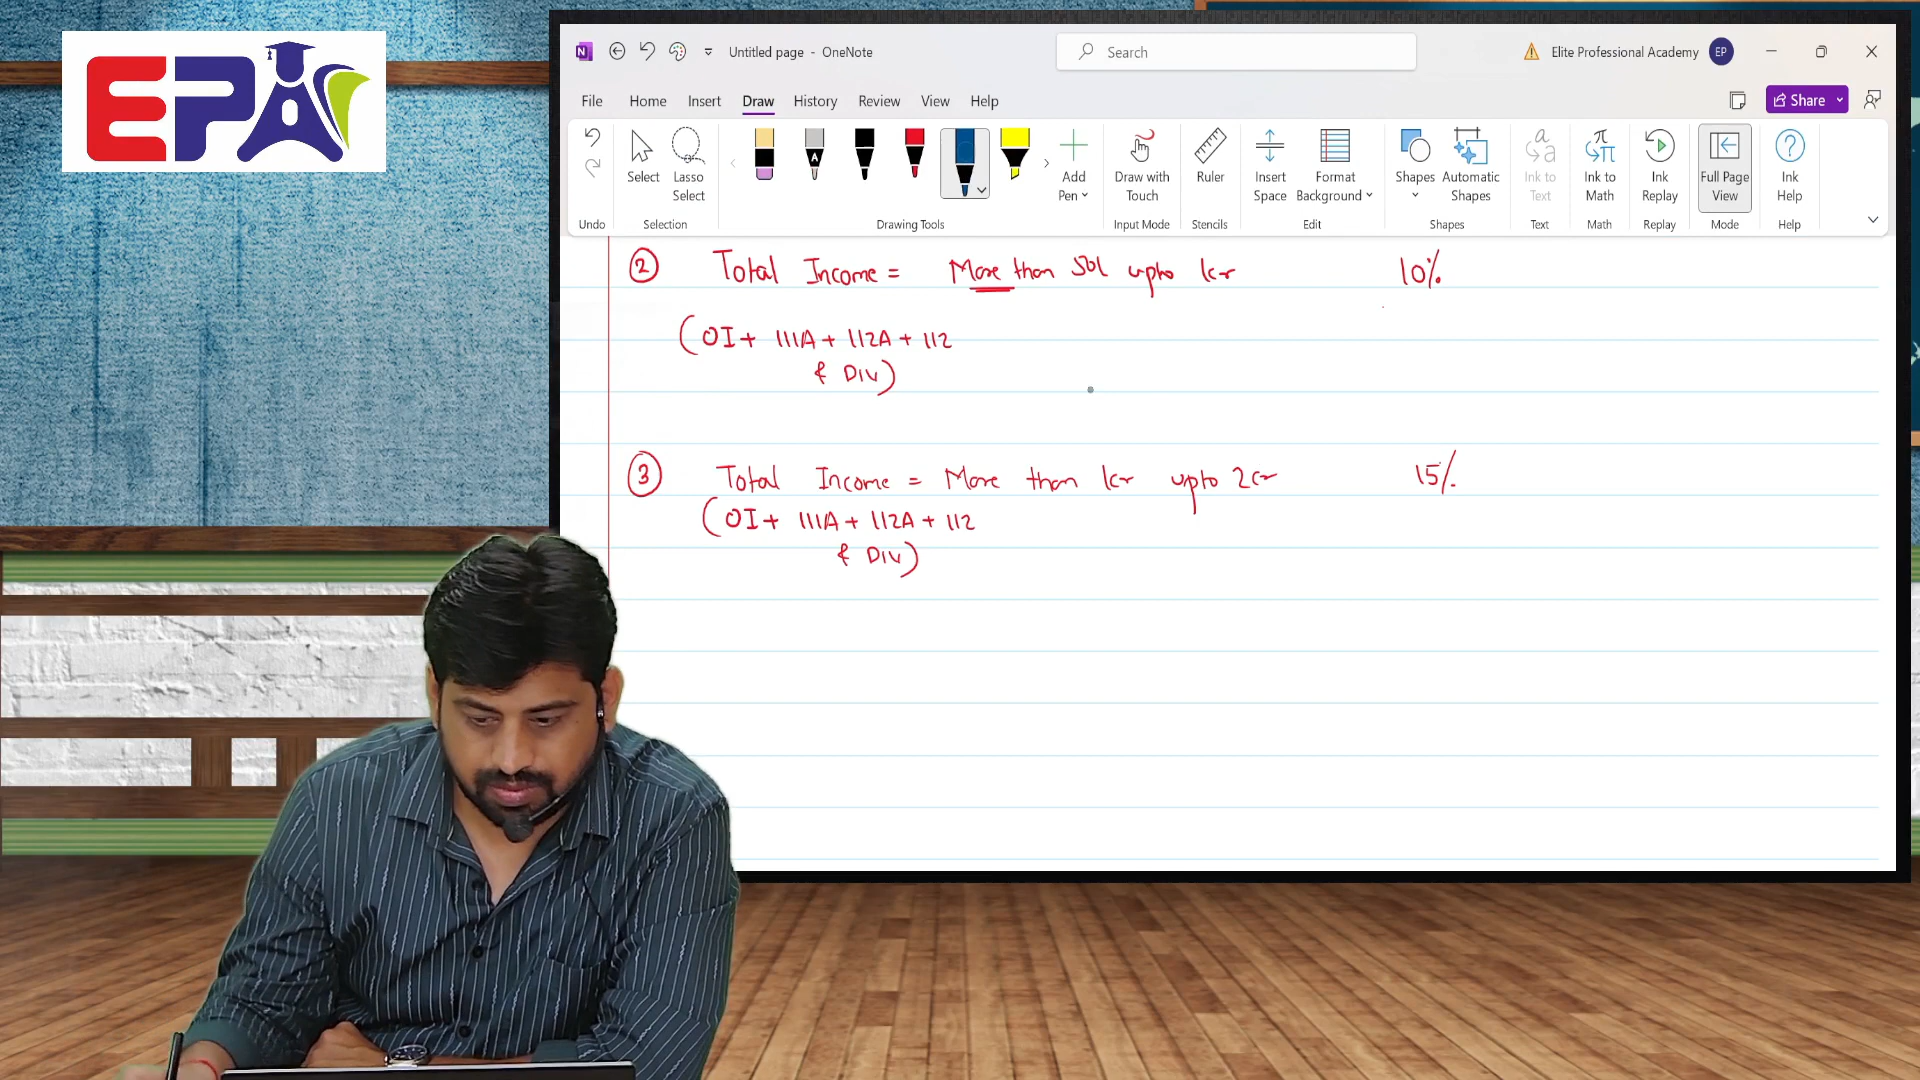 EPA
Untitled page - OneNote
Search
Elite Professional Academy EP
File Home Insert Draw History Review View Help
Share
Undo
Select
Lasso Select
Selection
A
Drawing Tools
Add Pen
Draw with Touch
Input Mode
Ruler
Stencils
Insert Space
Format Background
Edit
Shapes
Automatic Shapes
Shapes
Ink to Text
Text
Ink to Math
Math
Ink Replay
Replay
Full Page View
Mode
Ink Help
Help
② Total Income = More than 50L upto 1cr 10%
(OI + 111A + 112A + 112
& Div)
③ Total Income = More than 1cr upto 2cr 15%
(OI + 111A + 112A + 112
& Div)